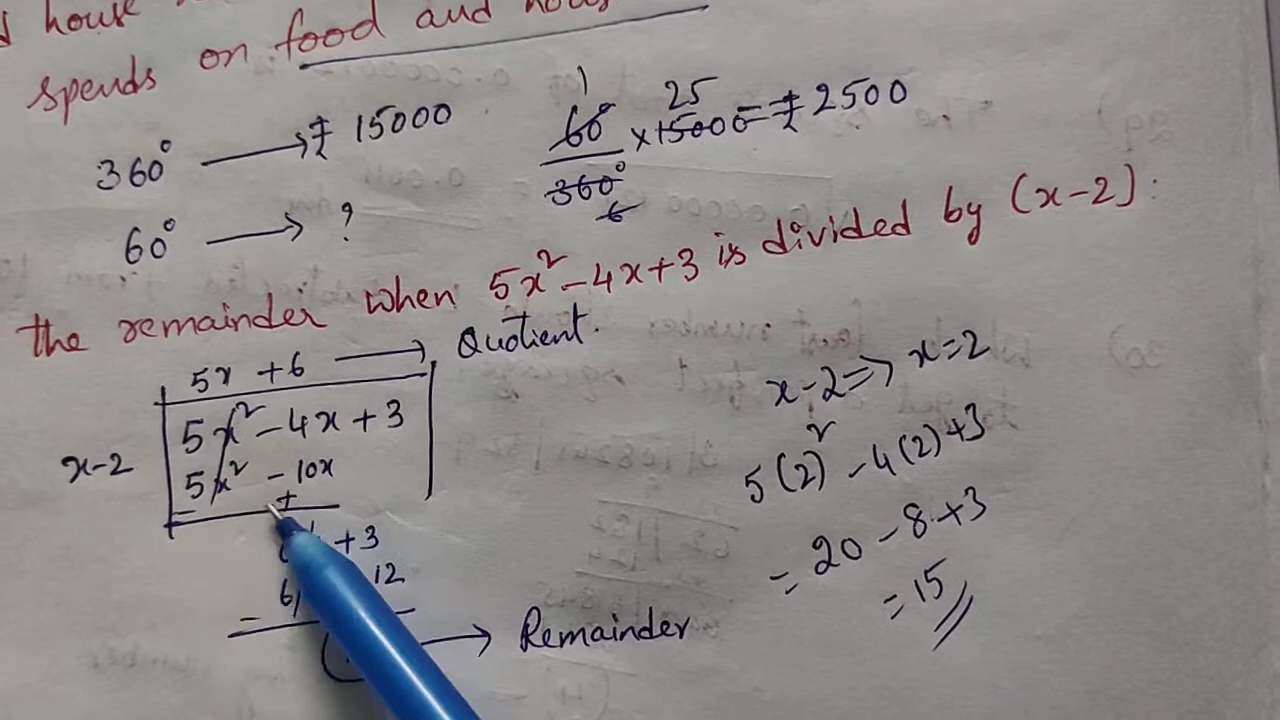 house
spends on food and
360° → ₹ 15000
60° → ?
1 25
60°/360° × 15000 = ₹ 2500
6
the remainder when 5x² - 4x + 3 is divided by (x-2).
5x + 6 → Quotient.
x-2 5x² - 4x + 3
5x² - 10x
- +
+ 3
12
-
→ Remainder
x-2 => x=2
5(2)² - 4(2)+3
= 20 - 8 + 3
= 15